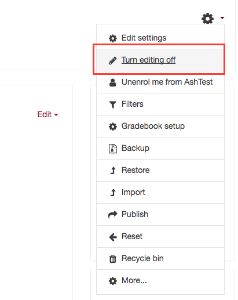 Edit settings
Turn editing off
Unenrol me from AshTest
Filters
Edit
Gradebook setup
Backup
Restore
Import
Publish
Reset
Recycle bin
More...